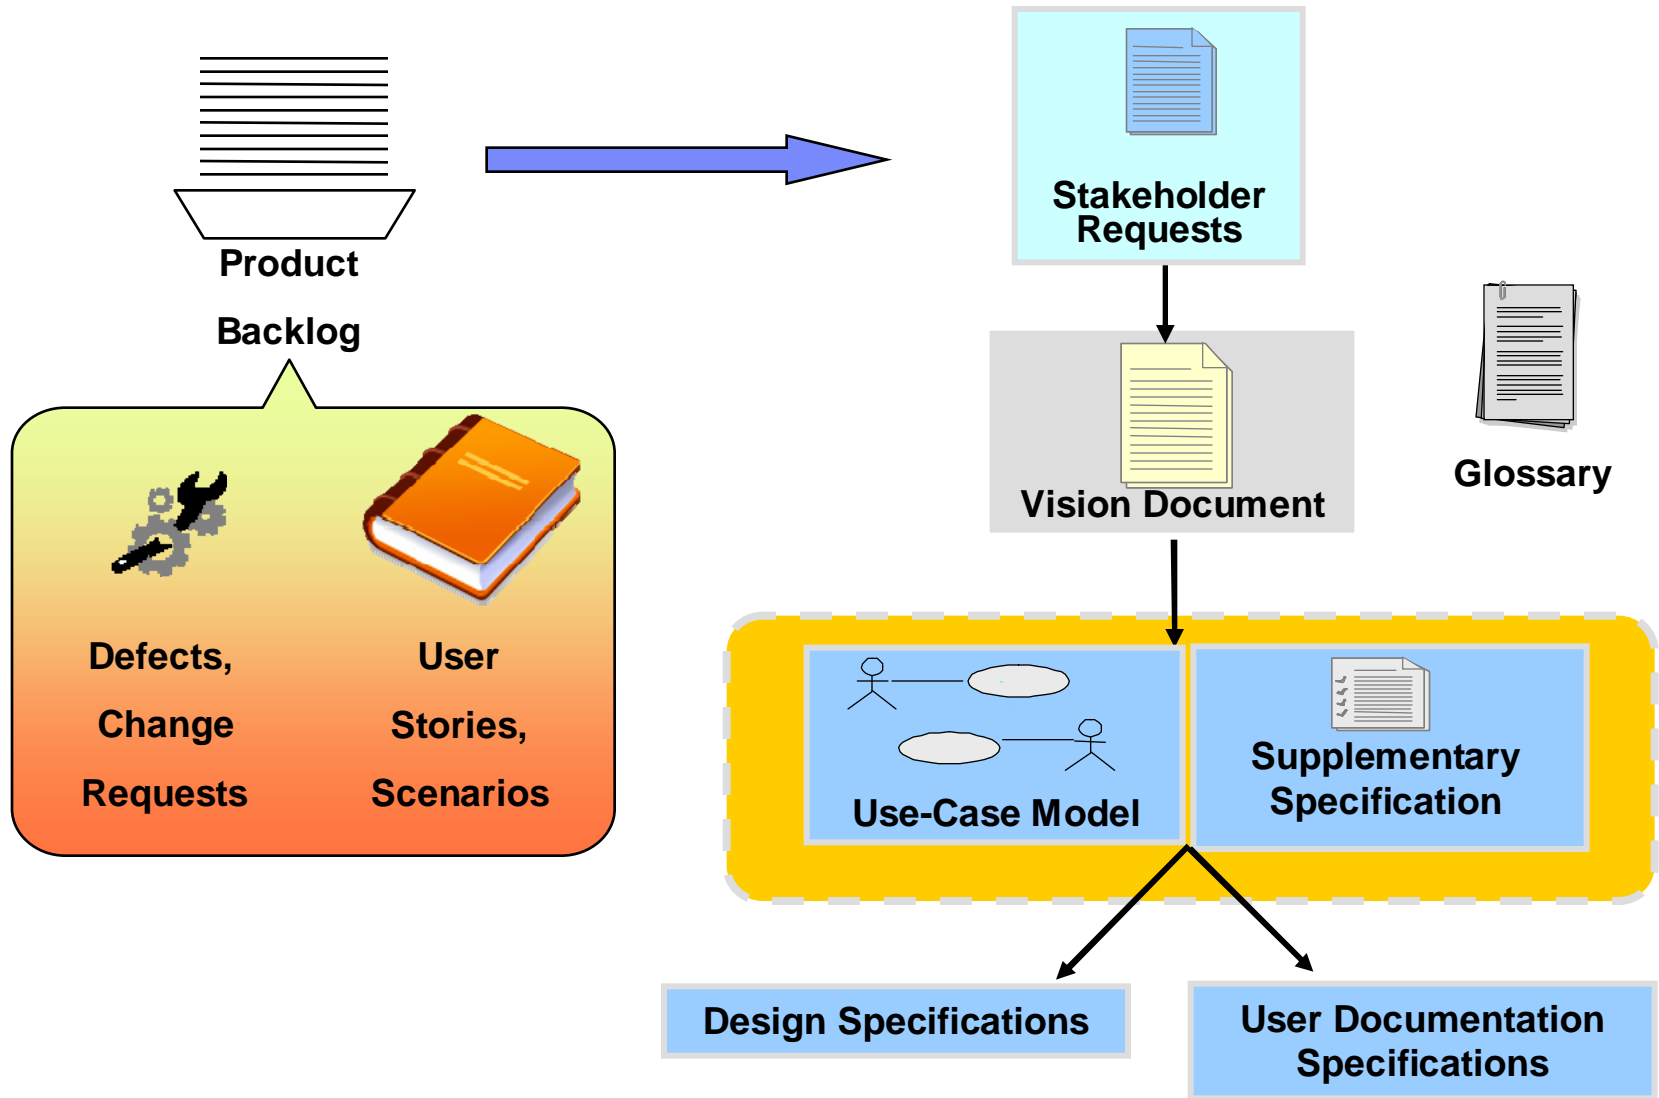 Product
Backlog
Defects,
Change
Requests
User
Stories,
Scenarios
Stakeholder
Requests
Vision Document
Glossary
Use-Case Model
Supplementary
Specification
Design Specifications
User Documentation
Specifications